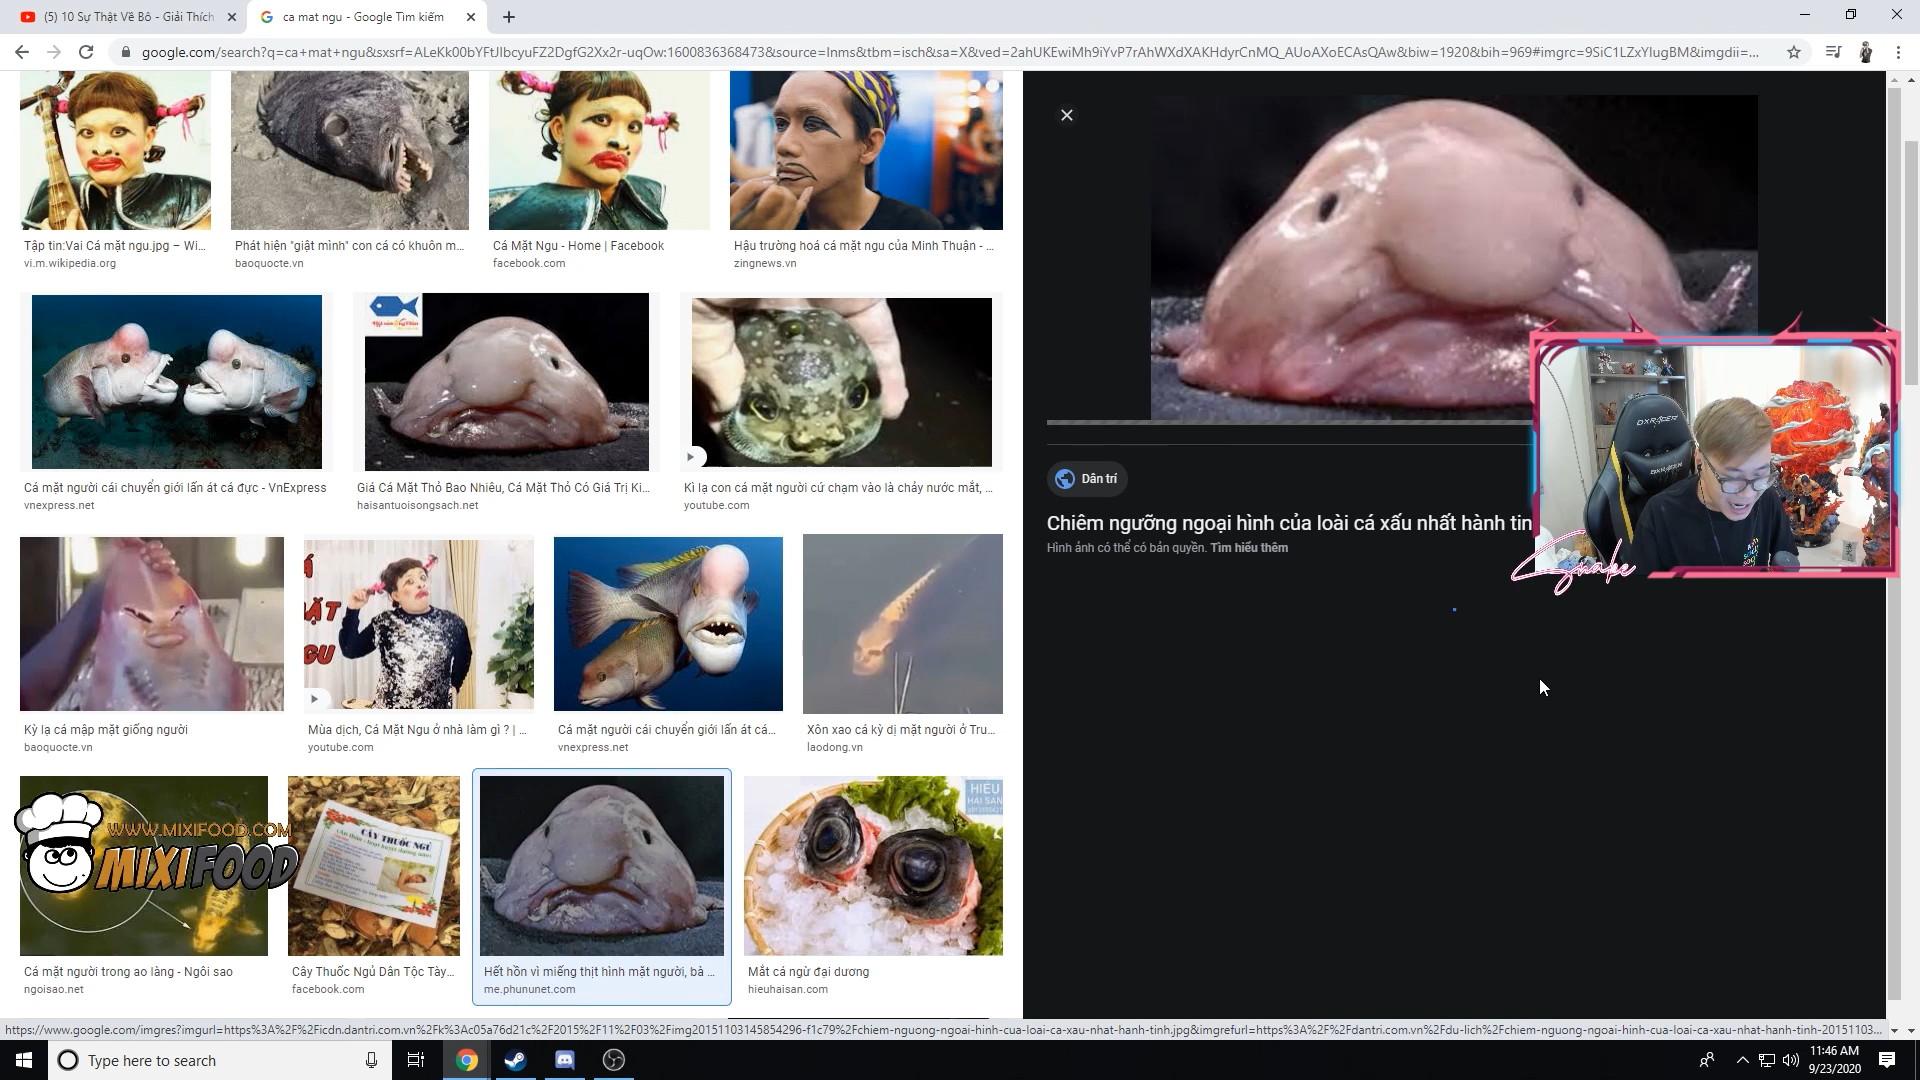 (5) 10 Sự Thật Về Bô - Giải Thích
ca mat ngu - Google Tìm kiếm
google.com/search?q=ca+mat+ngu&sxsrf=ALeKk00bYFtJIbcyuFZ2DgfG2Xx2r-uqOw:1600836368473&source=lnms&tbm=isch&sa=X&ved=2ahUKEwiMh9iYvP7rAhWXdXAKHdyrCnMQ_AUoAXoECAsQAw&biw=1920&bih=969#imgrc=9SiC1LZxYlugBM&imgdii=...
Tập tin:Vai Cá mặt ngu.jpg – Wi...
vi.m.wikipedia.org
Phát hiện "giật mình" con cá có khuôn m...
baoquocte.vn
Cá Mặt Ngu - Home | Facebook
facebook.com
Hậu trường hoá cá mặt ngu của Minh Thuận - ...
zingnews.vn
Cá mặt người cái chuyển giới lấn át cá đực - VnExpress
vnexpress.net
Giá Cá Mặt Thỏ Bao Nhiêu, Cá Mặt Thỏ Có Giá Trị Ki...
haisantuoisongsach.net
Kì lạ con cá mặt người cứ chạm vào là chảy nước mắt, ...
youtube.com
Dân trí
Chiêm ngưỡng ngoại hình của loài cá xấu nhất hành tin
Hình ảnh có thể có bản quyền. Tìm hiểu thêm
DXRACER
Snake
ẶT
GU
Kỳ lạ cá mập mặt giống người
baoquocte.vn
Mùa dịch, Cá Mặt Ngu ở nhà làm gì ? | ...
youtube.com
Cá mặt người cái chuyển giới lấn át cá...
vnexpress.net
Xôn xao cá kỳ dị mặt người ở Tru...
laodong.vn
WWW.MIXIFOOD.COM
MIXIFOOD
CÂY THUỐC NGỦ
HIẾU
HAI SAN
Cá mặt người trong ao làng - Ngôi sao
ngoisao.net
Cây Thuốc Ngủ Dân Tộc Tày...
facebook.com
Hết hồn vì miếng thịt hình mặt người, bà ...
me.phununet.com
Mắt cá ngừ đại dương
hieuhaisan.com
https://www.google.com/imgres?imgurl=https%3A%2F%2Ficdn.dantri.com.vn%2Fk%3Ac05a76d21c%2F2015%2F11%2F03%2Fimg20151103145854296-f1c79%2Fchiem-nguong-ngoai-hinh-cua-loai-ca-xau-nhat-hanh-tinh.jpg&imgrefurl=https%3A%2F%2Fdantri.com.vn%2Fdu-lich%2Fchiem-nguong-ngoai-hinh-cua-loai-ca-xau-nhat-hanh-tinh-20151103...
Type here to search
11:46 AM
9/23/2020